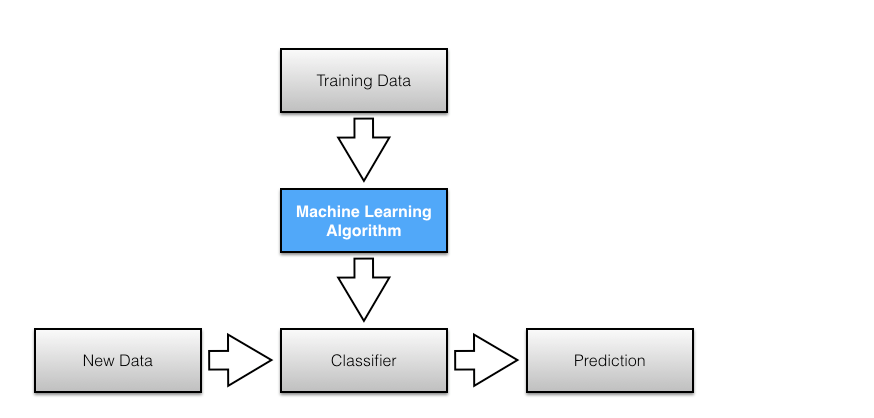 Training Data
Machine Learning
Algorithm
New Data
Classifier
Prediction